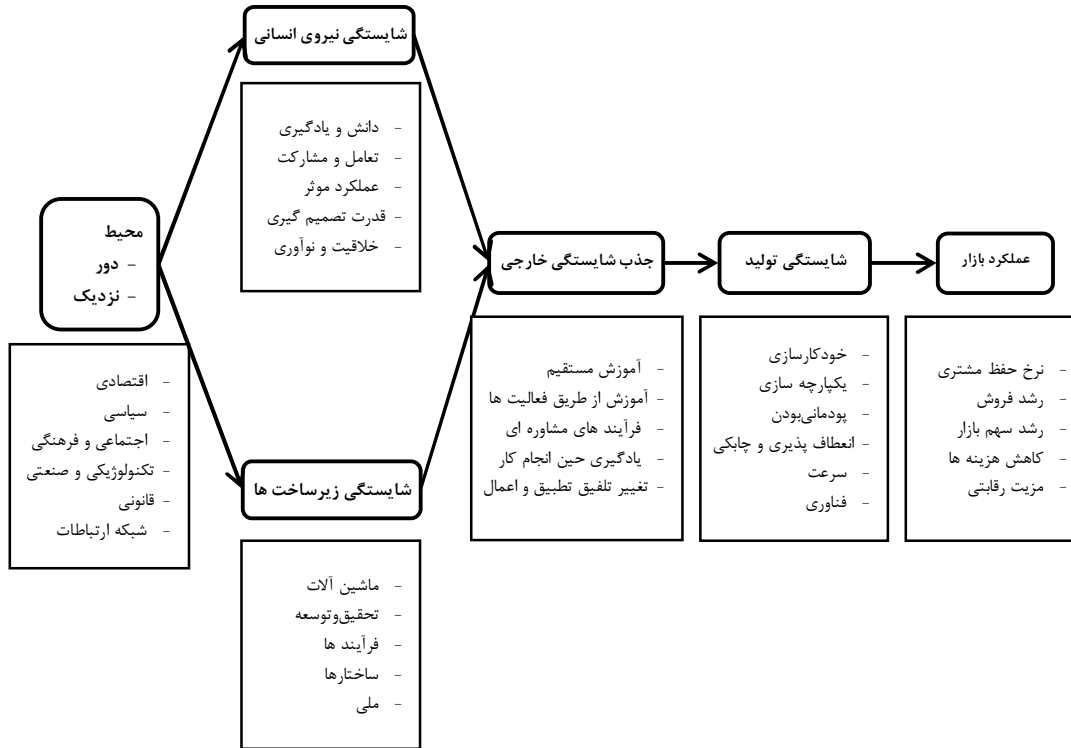 شایستگی نیروی انسانی
- دانش و یادگیری
- تعامل و مشارکت
- عملکرد موثر
- قدرت تصمیم گیری
- خلاقیت و نوآوری
محیط
- دور
- نزدیک
- اقتصادی
- سیاسی
- اجتماعی و فرهنگی
- تکنولوژیکی و صنعتی
- قانونی
- شبکه ارتباطات
شایستگی زیرساخت ها
- ماشین آلات
- تحقیق‌وتوسعه
- فرآیند ها
- ساختارها
- ملی
جذب شایستگی خارجی
- آموزش مستقیم
- آموزش از طریق فعالیت ها
- فرآیند های مشاوره ای
- یادگیری حین انجام کار
- تغییر تلفیق تطبیق و اعمال
شایستگی تولید
- خودکارسازی
- یکپارچه سازی
- پودمانی‌بودن
- انعطاف پذیری و چابکی
- سرعت
- فناوری
عملکرد بازار
- نرخ حفظ مشتری
- رشد فروش
- رشد سهم بازار
- کاهش هزینه ها
- مزیت رقابتی